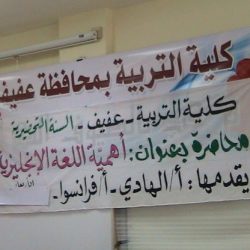 كلية التربية بمحافظة عفيف
كلية التربية - عفيف - السنة التحضيرية
محاضرة بعنوان: أهمية اللغة الإنجليزية
يقدمها: أ/الهادي - أ/فرانسوا -